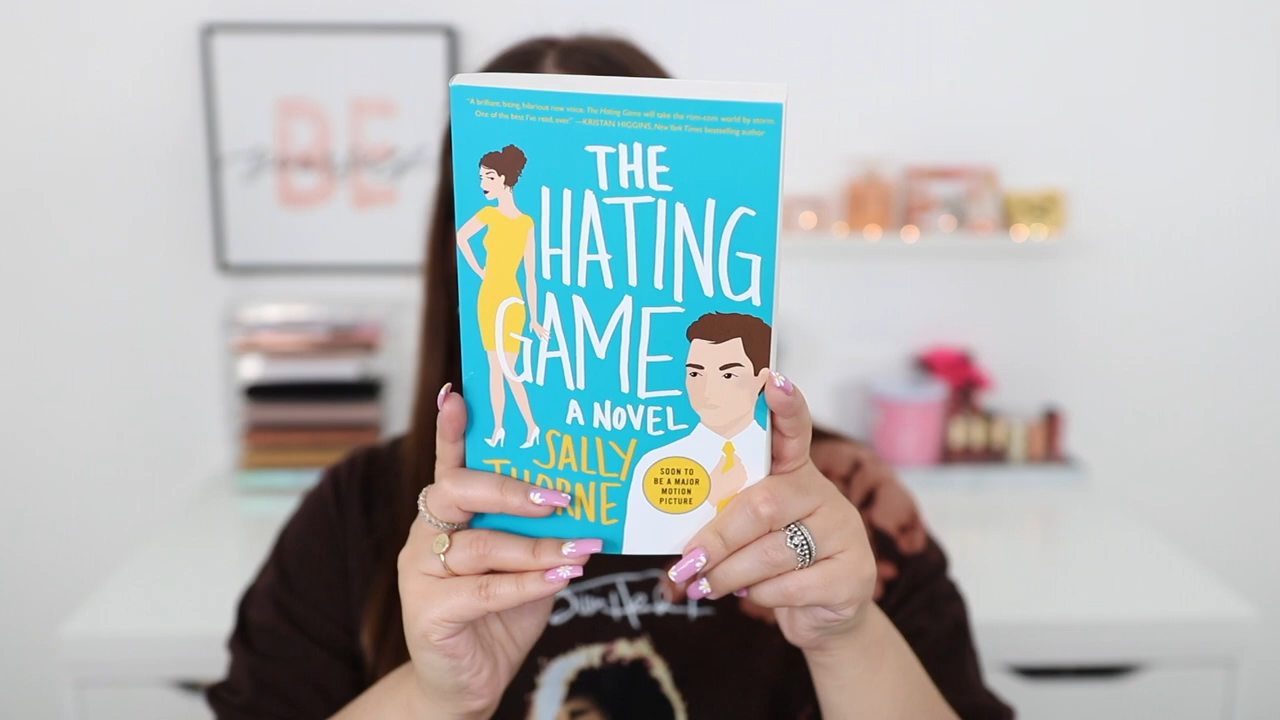 "A brilliant, biting, hilarious new voice. The Hating Game will take the rom-com world by storm.
One of the best I've read, ever." —KRISTAN HIGGINS, New York Times bestselling author
THE
HATING
GAME
A NOVEL
SALLY
THORNE
SOON TO
BE A MAJOR
MOTION
PICTURE
BE